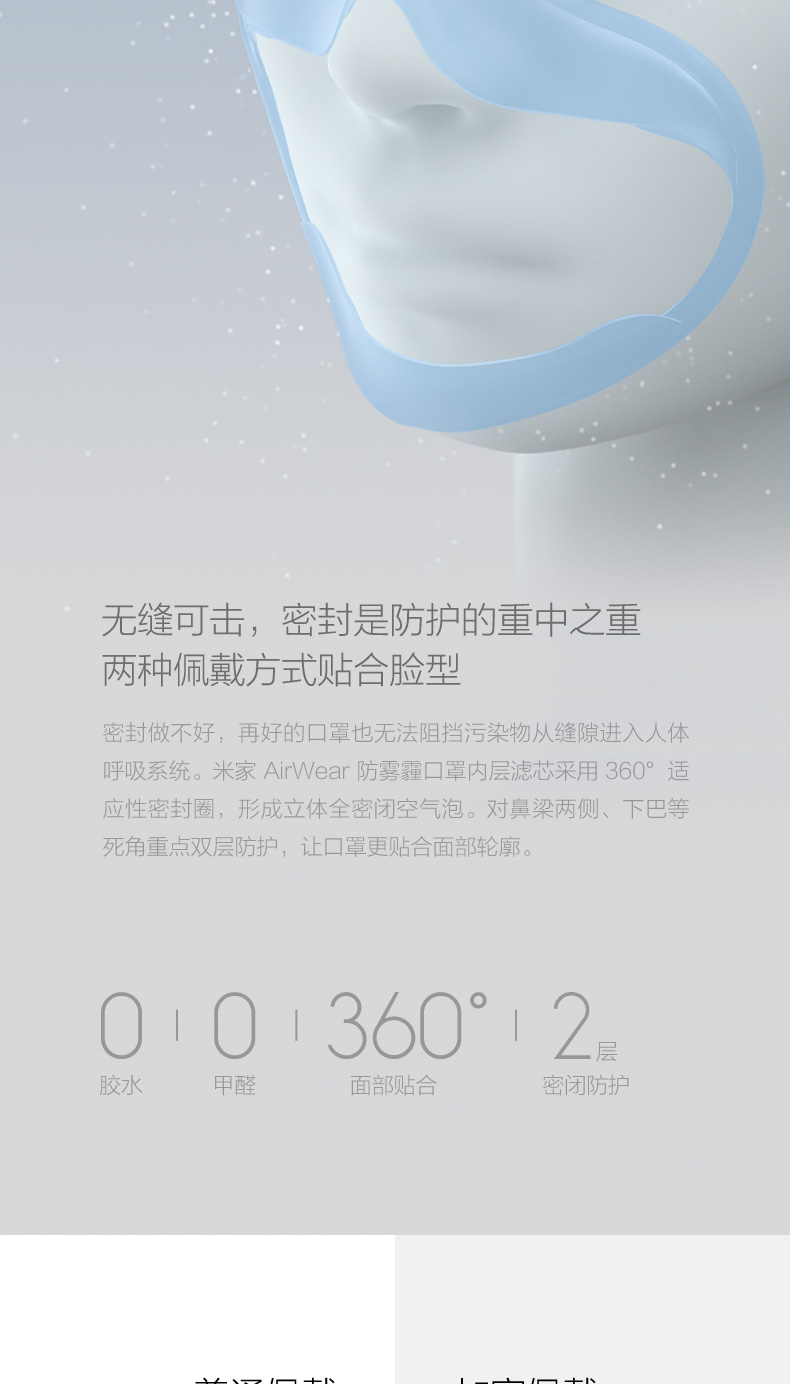 无缝可击，密封是防护的重中之重
两种佩戴方式贴合脸型
密封做不好，再好的口罩也无法阻挡污染物从缝隙进入人体
呼吸系统。米家 AirWear 防雾霾口罩内层滤芯采用 360° 适
应性密封圈，形成立体全密闭空气泡。对鼻梁两侧、下巴等
死角重点双层防护，让口罩更贴合面部轮廓。
0 | 0 | 360° | 2层
胶水 甲醛 面部贴合 密闭防护